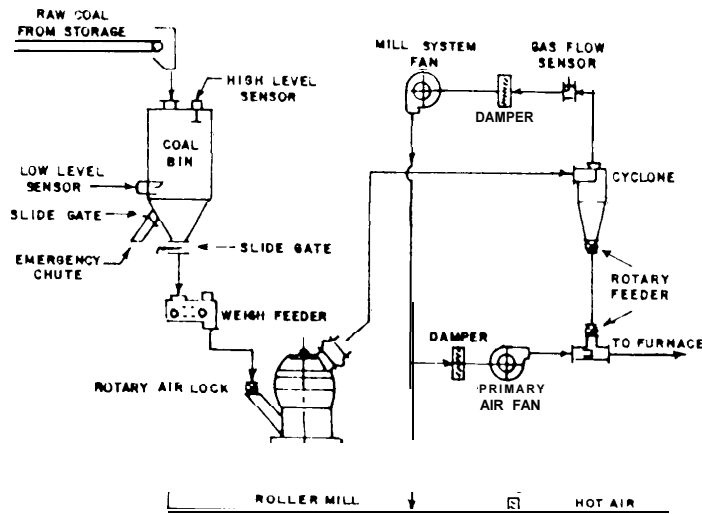 RAW COAL
FROM STORAGE
HIGH LEVEL
SENSOR
COAL
BIN
LOW LEVEL
SENSOR
SLIDE GATE
EMERGENCY
CHUTE
SLIDE GATE
WEIGH FEEDER
ROTARY AIR LOCK
MILL SYSTEM
FAN
GAS FLOW
SENSOR
DAMPER
CYCLONE
ROTARY
FEEDER
DAMPER
TO FURNACE
PRIMARY
AIR FAN
ROLLER MILL
HOT AIR